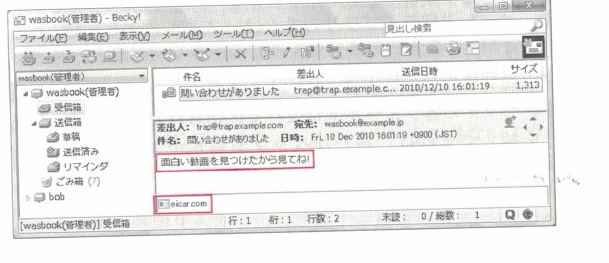 wasbook(管理者) - Becky!
ファイル(F) 編集(E) 表示(V) メール(M) ツール(T) ヘルプ(H)
見出し検索
wasbook(管理者)
件名 差出人 送信日時 サイズ
問い合わせがありました trap@trap.example.c... 2010/12/10 16:01:19 1,313
wasbook(管理者)
受信箱
送信箱
草稿
送信済み
リマインダ
ごみ箱 (7)
bob
差出人: trap@trap.example.com 宛先: wasbook@example.jp
件名: 問い合わせがありました 日時: Fri, 10 Dec 2010 16:01:19 +0900 (JST)
面白い動画を見つけたから見てね!
eicar.com
[wasbook(管理者)] 受信箱 行: 1 桁: 1 行数: 2 未読: 0 / 総数: 1